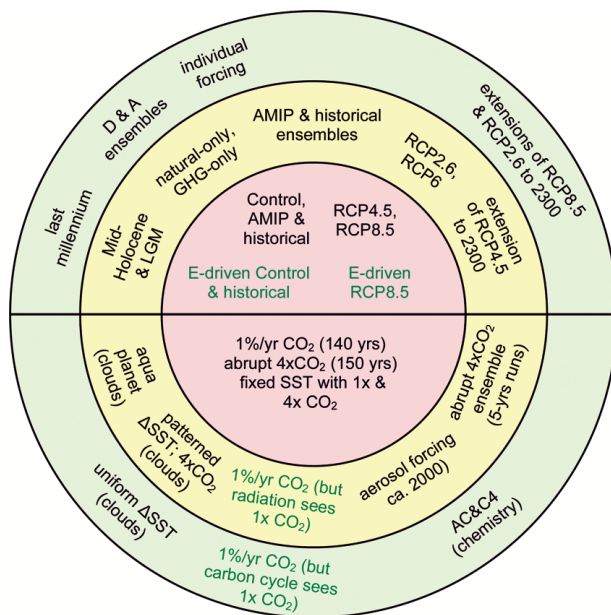 individual
forcing
D & A
ensembles
last
millennium
extensions of RCP8.5
& RCP2.6 to 2300
AMIP & historical
ensembles
natural-only,
GHG-only
Mid-
Holocene
& LGM
RCP2.6,
RCP6
extension
of RCP4.5
to 2300
Control,
AMIP &
historical
RCP4.5,
RCP8.5
E-driven Control
& historical
E-driven
RCP8.5
1%/yr CO₂ (140 yrs)
abrupt 4xCO₂ (150 yrs)
fixed SST with 1x &
4x CO₂
aqua
planet
(clouds)
patterned
ΔSST; 4xCO₂
(clouds)
1%/yr CO₂ (but
radiation sees
1x CO₂)
aerosol forcing
ca. 2000)
abrupt 4xCO₂
ensemble
(5-yrs runs)
uniform ΔSST
(clouds)
1%/yr CO₂ (but
carbon cycle sees
1x CO₂)
AC&C4
(chemistry)